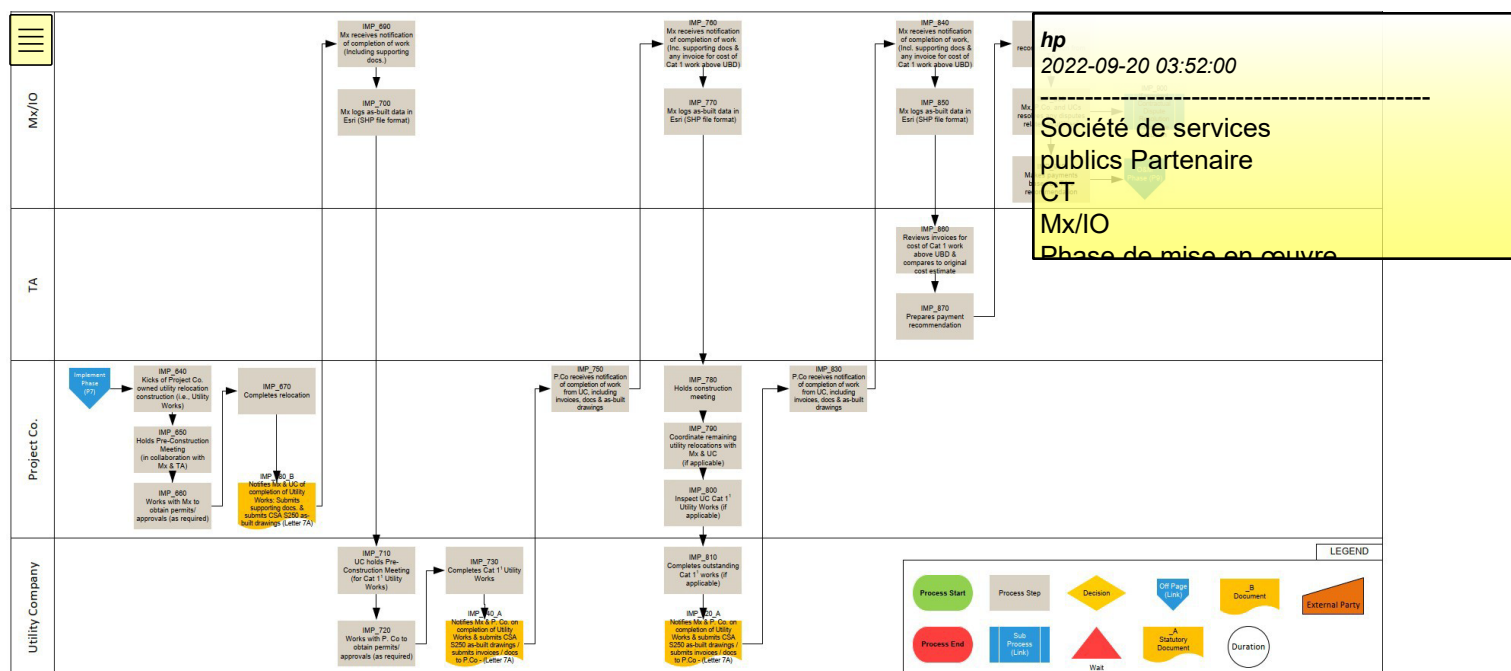 Mx/IO
IMP_690
Mx receives notification
of completion of work
(Including supporting
docs.)
IMP_700
Mx logs as-built data in
Esri (SHP file format)
IMP_760
Mx receives notification
of completion of work
(Inc. supporting docs &
any invoice for cost of
Cat 1 work above UBD)
IMP_770
Mx logs as-built data in
Esri (SHP file format)
IMP_840
Mx receives notification
of completion of work,
(Incl. supporting docs &
any invoice for cost of
Cat 1 work above UBD)
IMP_850
Mx logs as-built data in
Esri (SHP file format)
hp
2022-09-20 03:52:00
----------------------------------------
Société de services
publics Partenaire
CT
Mx/IO
Phase de mise en œuvre
TA
IMP_860
Reviews invoices for
cost of Cat 1 work
above UBD &
compares to original
cost estimate
IMP_870
Prepares payment
recommendation
Project Co.
Implement
Phase
(P7)
IMP_640
Kicks of Project Co.
owned utility relocation
construction (i.e., Utility
Works)
IMP_650
Holds Pre-Construction
Meeting
(in collaboration with
Mx & TA)
IMP_660
Works with Mx to
obtain permits/
approvals (as required)
IMP_670
Completes relocation
Notifies Mx & UC of
completion of Utility
Works: Submits
supporting docs. &
submits CSA S250 as-
built drawings (Letter 7A)
IMP_750
P.Co receives notification
of completion of work
from UC, including
invoices, docs & as-built
drawings
IMP_780
Holds construction
meeting
IMP_790
Coordinate remaining
utility relocations with
Mx & UC
(if applicable)
IMP_800
Inspect UC Cat 1¹
Utility Works (if
applicable)
IMP_830
P.Co receives notification
of completion of work
from UC, including
invoices, docs & as-built
drawings
Utility Company
IMP_710
UC holds Pre-
Construction Meeting
(for Cat 1¹ Utility
Works)
IMP_720
Works with P. Co to
obtain permits/
approvals (as required)
IMP_730
Completes Cat 1¹ Utility
Works
Notifies Mx & P. Co. on
completion of Utility
Works & submits CSA
S250 as-built drawings /
submits invoices / docs
to P.Co - (Letter 7A)
IMP_810
Completes outstanding
Cat 1¹ works (if
applicable)
Notifies Mx & P. Co. on
completion of Utility
Works & submits CSA
S250 as-built drawings /
submits invoices / docs
to P.Co - (Letter 7A)
LEGEND
Process Start
Process Step
Decision
Off Page
(Link)
_B
Document
External Party
Process End
Sub
Process
(Link)
Wait
_A
Statutory
Document
Duration